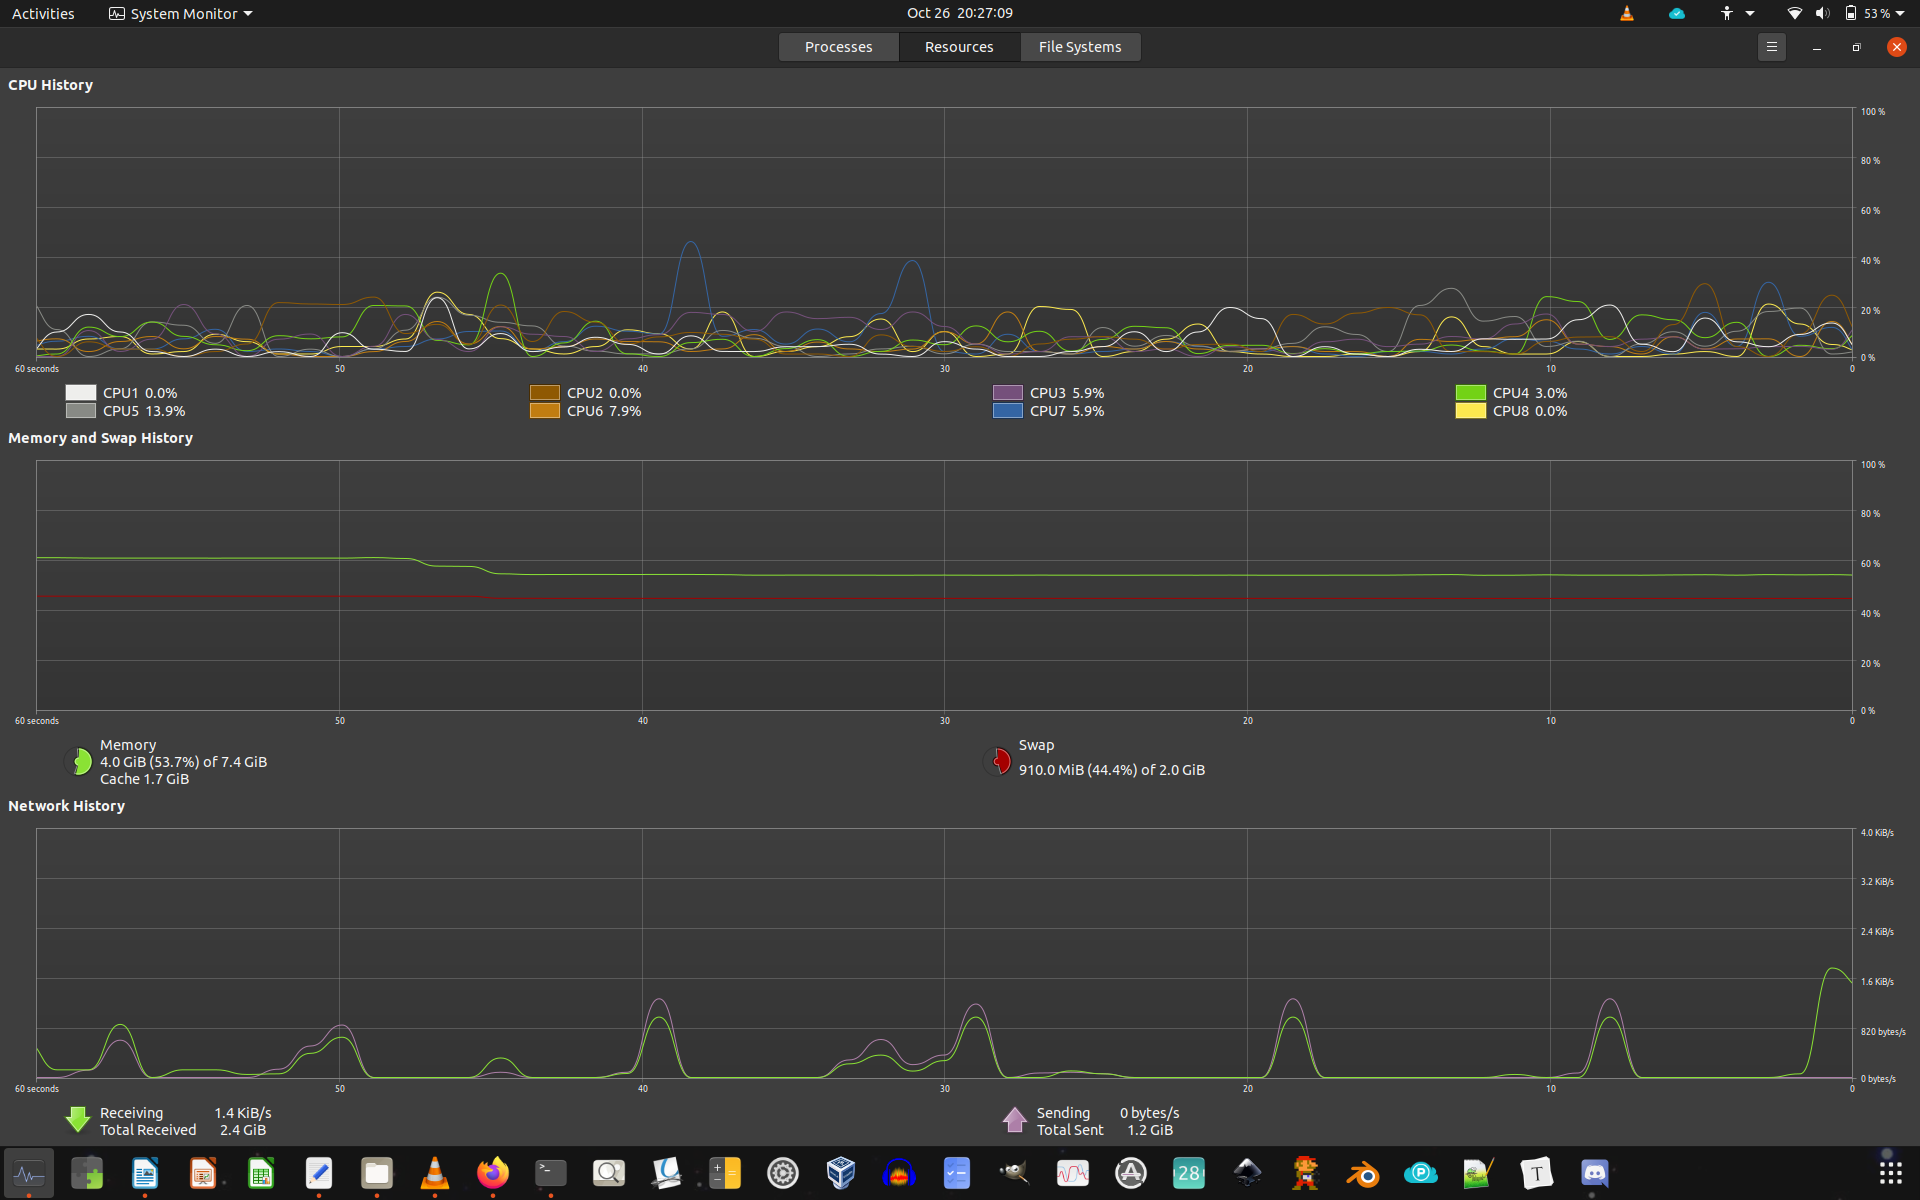 Activities System Monitor Oct 26 20:27:09 53 %
Processes Resources File Systems
CPU History
100 %
80 %
60 %
40 %
20 %
0 %
60 seconds 50 40 30 20 10 0
CPU1 0.0% CPU2 0.0% CPU3 5.9% CPU4 3.0%
CPU5 13.9% CPU6 7.9% CPU7 5.9% CPU8 0.0%
Memory and Swap History
100 %
80 %
60 %
40 %
20 %
0 %
60 seconds 50 40 30 20 10 0
Memory
4.0 GiB (53.7%) of 7.4 GiB
Cache 1.7 GiB
Swap
910.0 MiB (44.4%) of 2.0 GiB
Network History
4.0 KiB/s
3.2 KiB/s
2.4 KiB/s
1.6 KiB/s
820 bytes/s
0 bytes/s
60 seconds 50 40 30 20 10 0
Receiving 1.4 KiB/s
Total Received 2.4 GiB
Sending 0 bytes/s
Total Sent 1.2 GiB
28
T